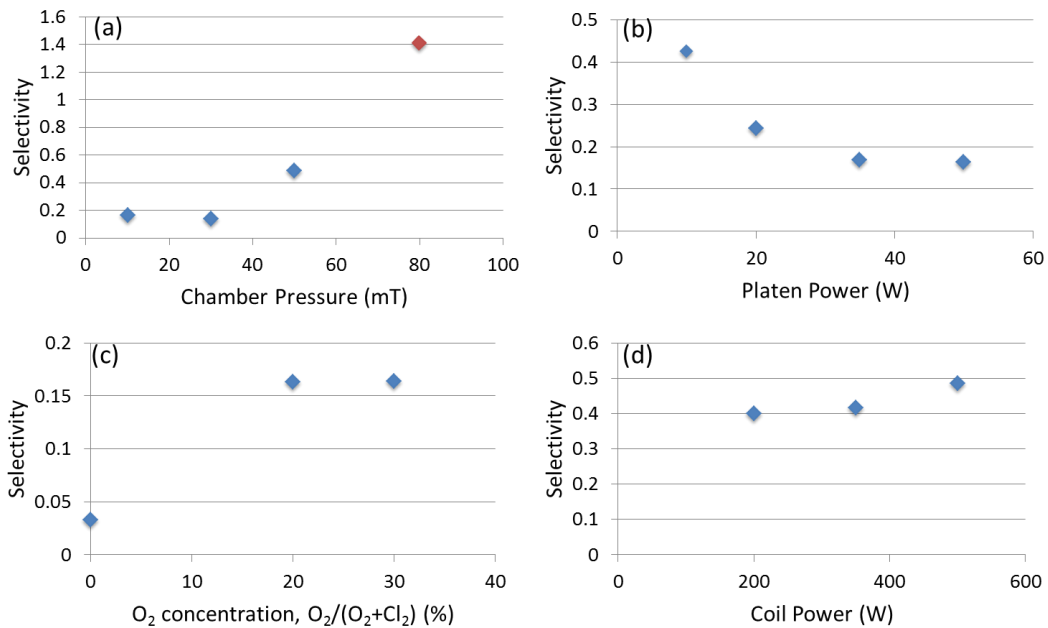 (a)
1.6
1.4
1.2
1
0.8
0.6
0.4
0.2
0
Selectivity
0 20 40 60 80 100
Chamber Pressure (mT)
(b)
0.5
0.4
0.3
0.2
0.1
0
Selectivity
0 20 40 60
Platen Power (W)
(c)
0.2
0.15
0.1
0.05
0
Selectivity
0 20 30 40
O₂ concentration, O₂/(O₂+Cl₂) (%)
(d)
0.6
0.5
0.4
0.3
0.2
0.1
0
Selectivity
0 200 400 600
Coil Power (W)